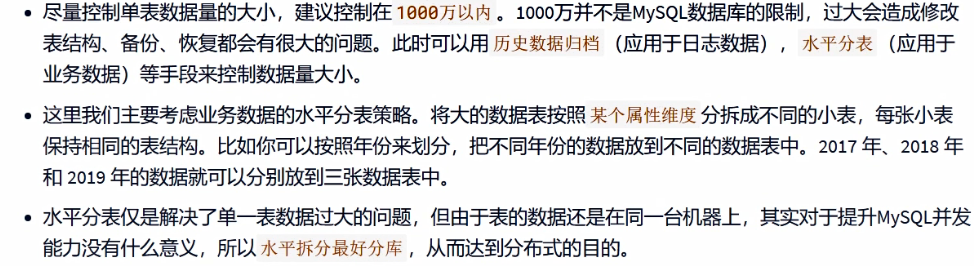 • 尽量控制单表数据量的大小，建议控制在 1000万以内。1000万并不是MySQL数据库的限制，过大会造成修改
表结构、备份、恢复都会有很大的问题。此时可以用 历史数据归档（应用于日志数据），水平分表（应用于
业务数据）等手段来控制数据量大小。
• 这里我们主要考虑业务数据的水平分表策略。将大的数据表按照 某个属性维度 分拆成不同的小表，每张小表
保持相同的表结构。比如你可以按照年份来划分，把不同年份的数据放到不同的数据表中。2017 年、2018 年
和 2019 年的数据就可以分别放到三张数据表中。
• 水平分表仅是解决了单一表数据过大的问题，但由于表的数据还是在同一台机器上，其实对于提升MySQL并发
能力没有什么意义，所以 水平拆分最好分库，从而达到分布式的目的。